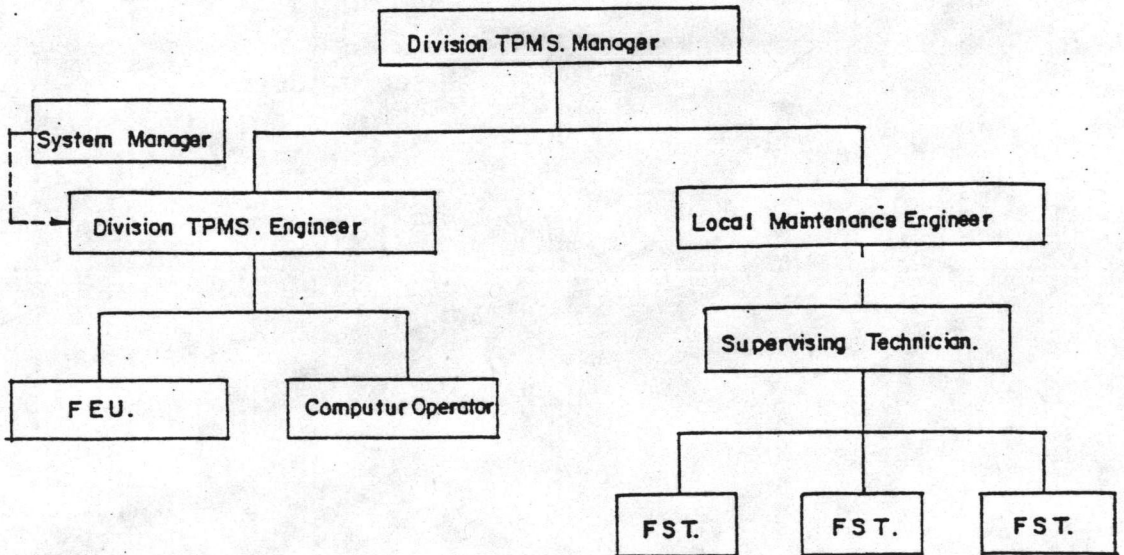 Division TPMS. Manager
System Manager
Division TPMS. Engineer
Local Maintenance Engineer
Supervising Technician.
FEU.
Computur Operator
FST.
FST.
FST.